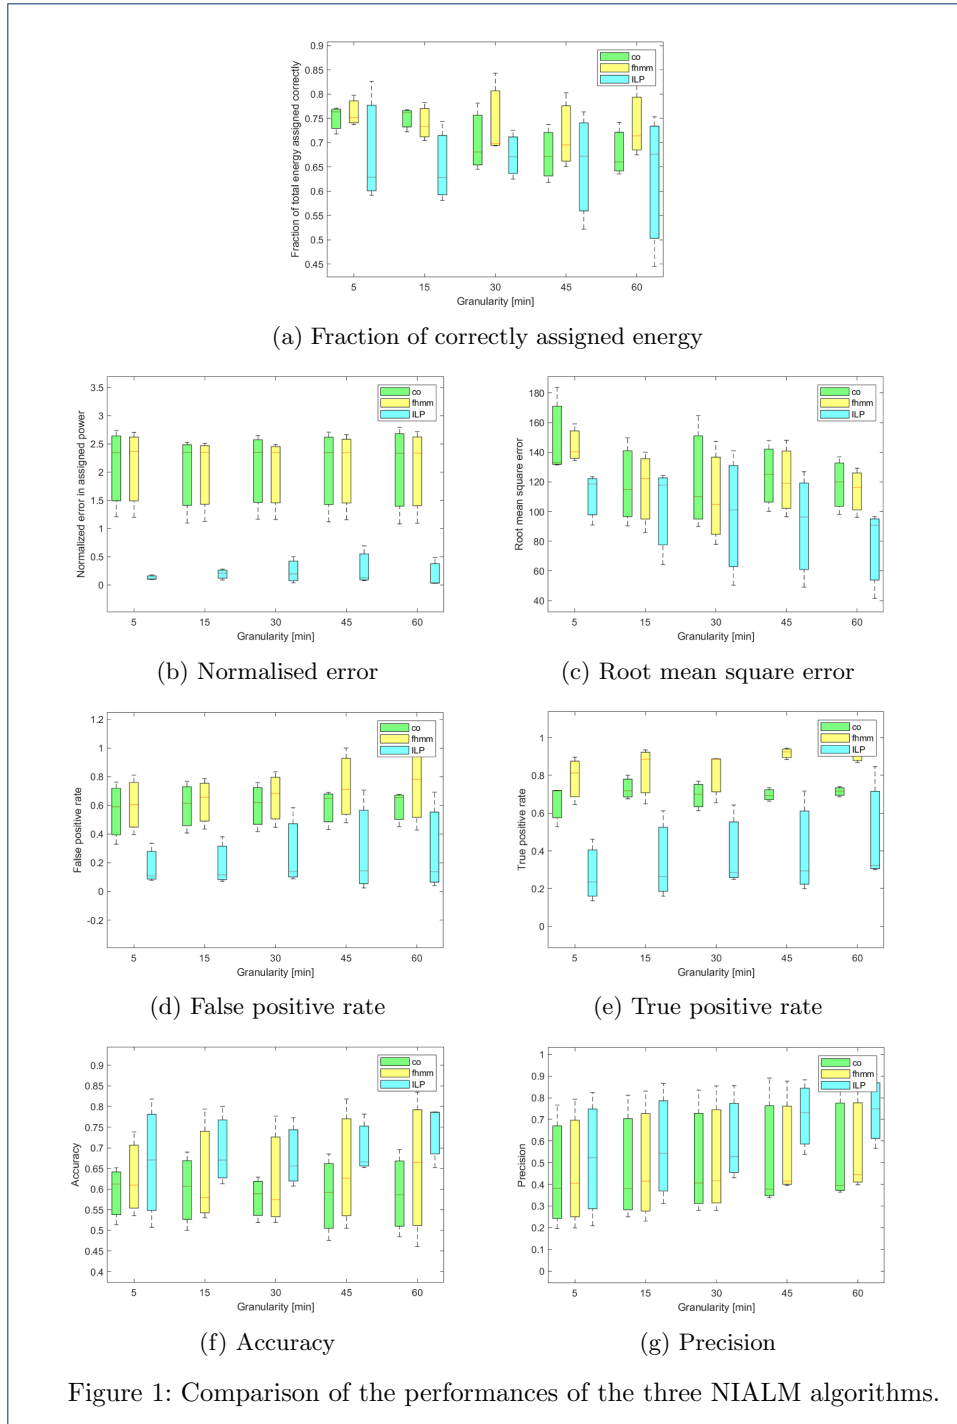 0.9
0.85
0.8
0.75
0.7
0.65
0.6
0.55
0.5
0.45
Fraction of total energy assigned correctly
co
fhmm
ILP
5 15 30 45 60
Granularity [min]
(a) Fraction of correctly assigned energy
3.5
3
2.5
2
1.5
1
0.5
0
Normalized error in assigned power
co
fhmm
ILP
5 15 30 45 60
Granularity [min]
(b) Normalised error
180
160
140
120
100
80
60
40
Root mean square error
co
fhmm
ILP
5 15 30 45 60
Granularity [min]
(c) Root mean square error
1.2
1
0.8
0.6
0.4
0.2
0
-0.2
False positive rate
co
fhmm
ILP
5 15 30 45 60
Granularity [min]
(d) False positive rate
1
0.8
0.6
0.4
0.2
0
True positive rate
co
fhmm
ILP
5 15 30 45 60
Granularity [min]
(e) True positive rate
0.9
0.85
0.8
0.75
0.7
0.65
0.6
0.55
0.5
0.45
0.4
Accuracy
co
fhmm
ILP
5 15 30 45 60
Granularity [min]
(f) Accuracy
1
0.9
0.8
0.7
0.6
0.5
0.4
0.3
0.2
0.1
0
Precision
co
fhmm
ILP
5 15 30 45 60
Granularity [min]
(g) Precision
Figure 1: Comparison of the performances of the three NIALM algorithms.